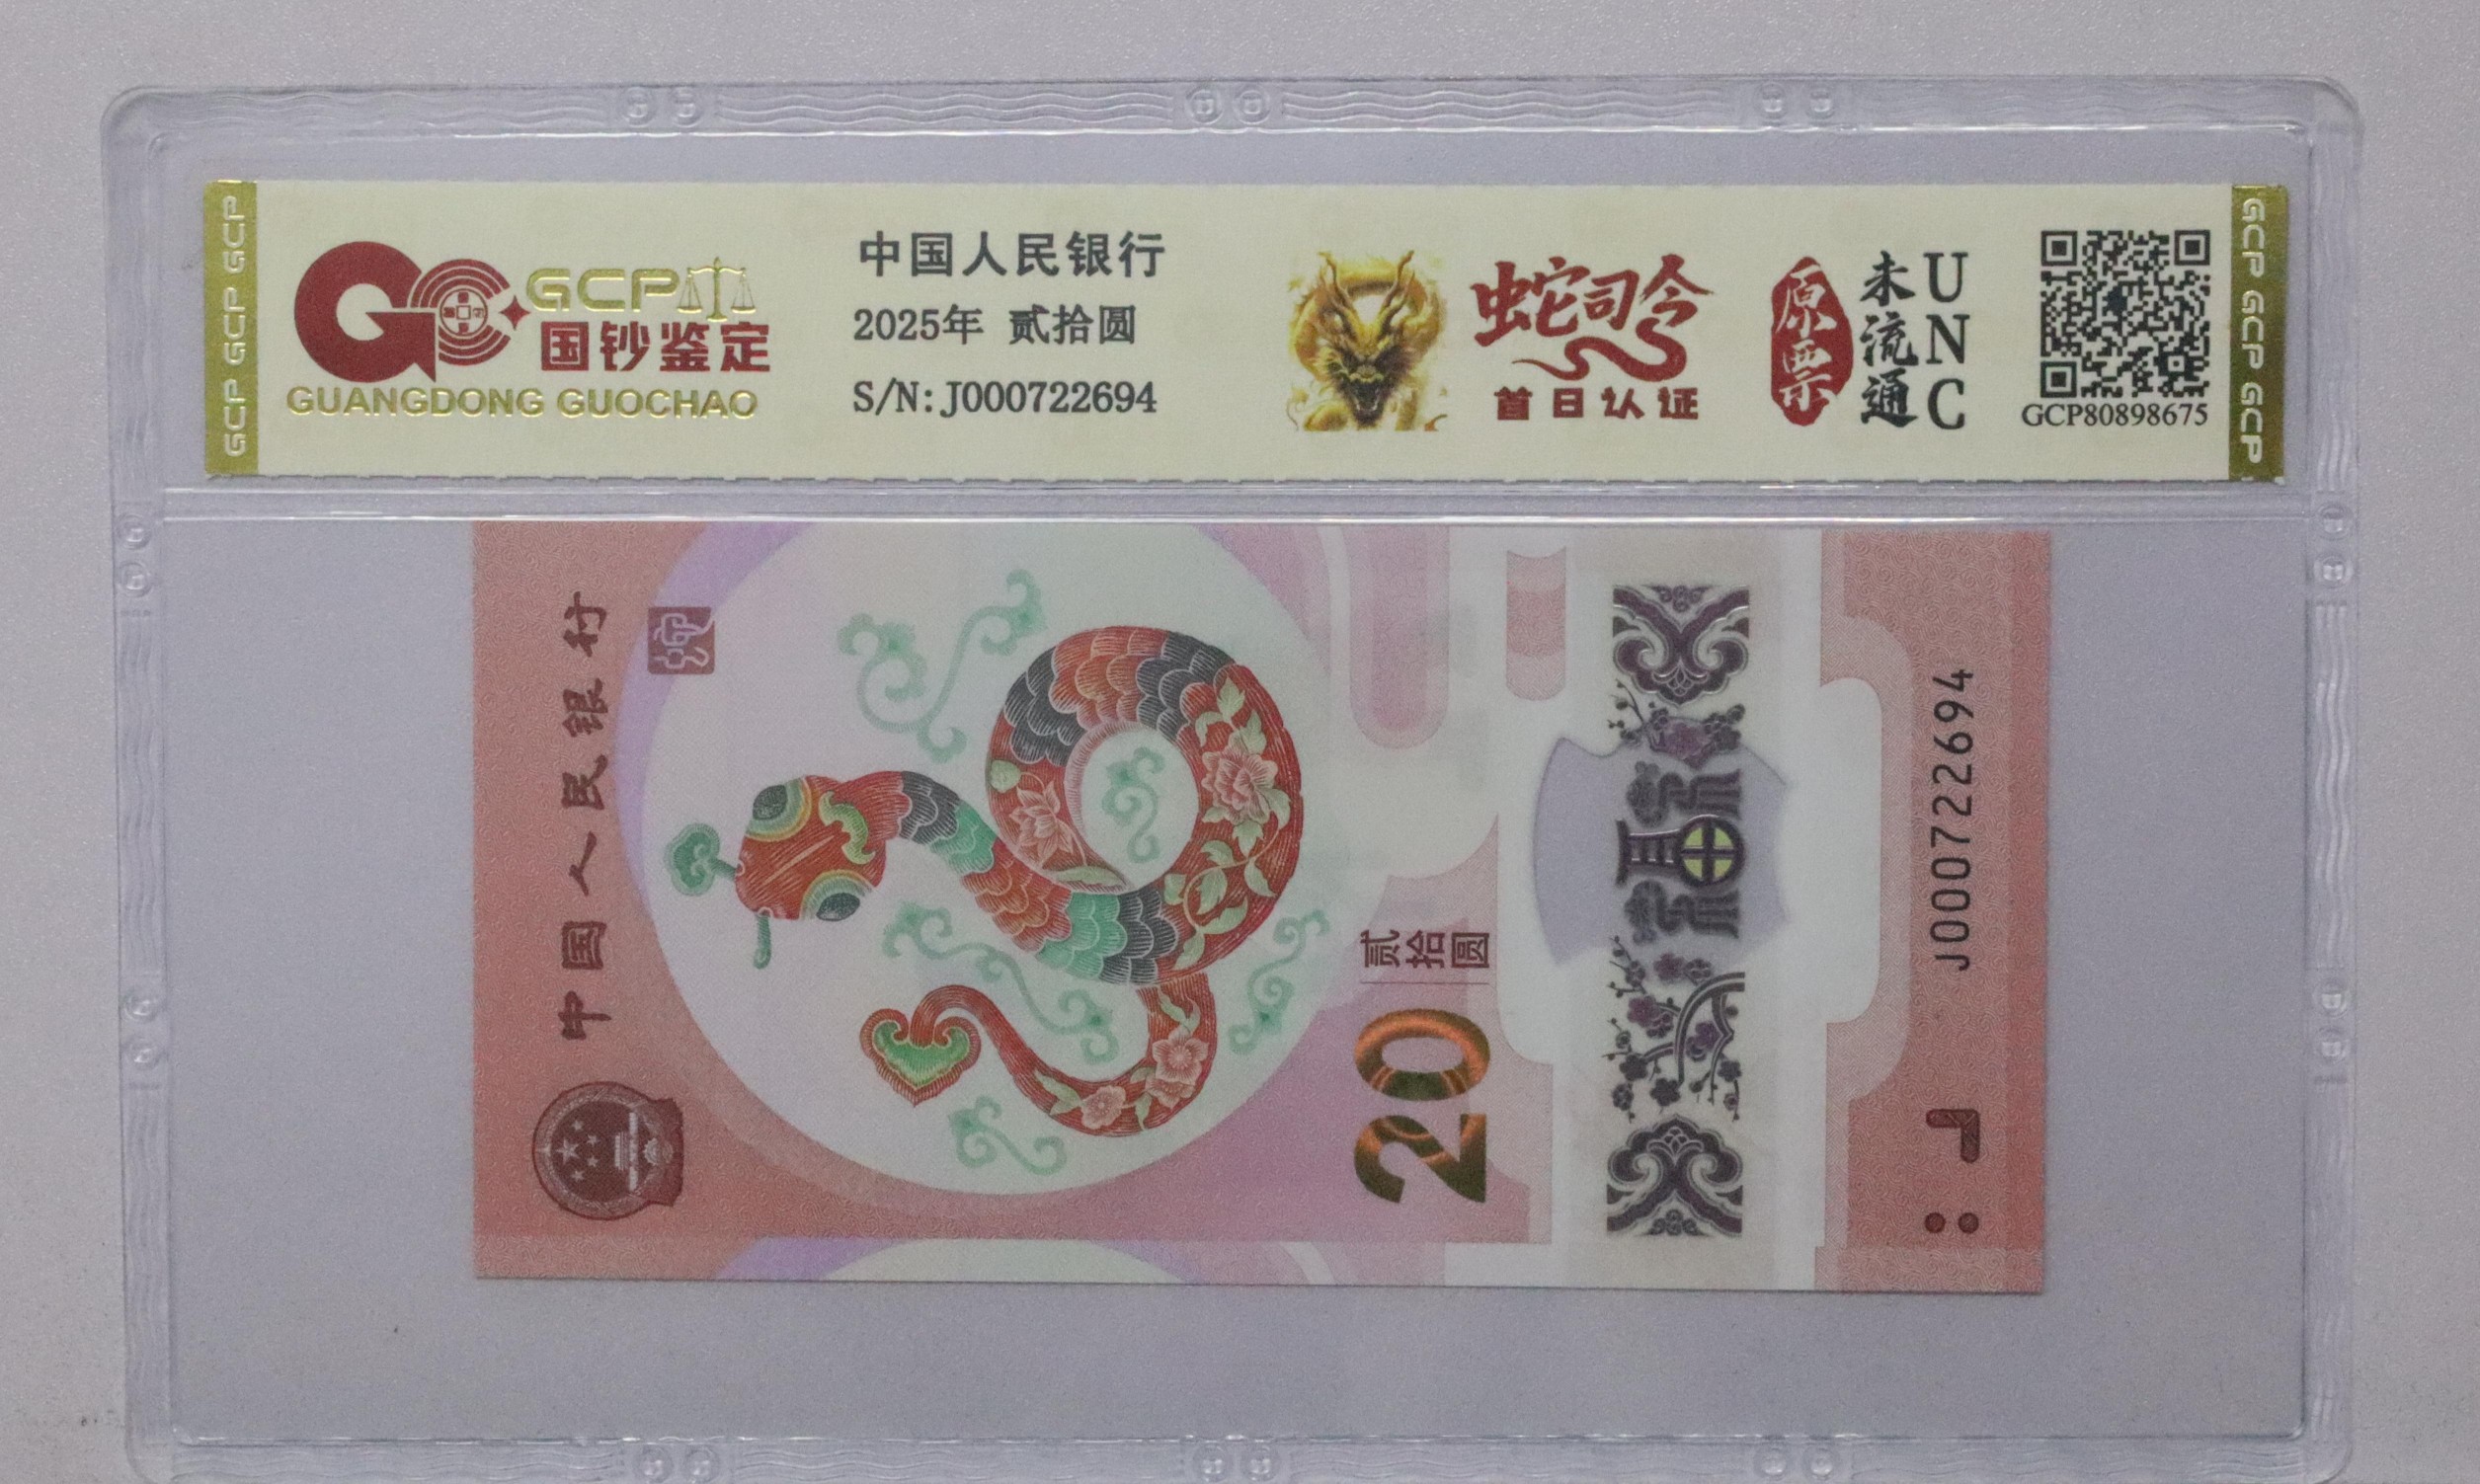 GCP GCP GCP
GCP
国钞鉴定
GUANGDONG GUOCHAO
中国人民银行
2025年 贰拾圆
S/N:J000722694
蛇司令
首日认证
原票
未流通
UNC
GCP80898675
GCP GCP GCP
中国人民银行
20
贰拾圆
福
J000722694